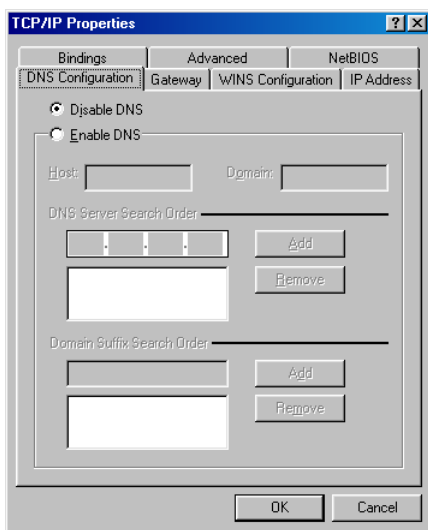 TCP/IP Properties
Bindings Advanced NetBIOS
DNS Configuration Gateway WINS Configuration IP Address
Disable DNS
Enable DNS
Host: Domain:
DNS Server Search Order
Add
Remove
Domain Suffix Search Order
Add
Remove
OK Cancel